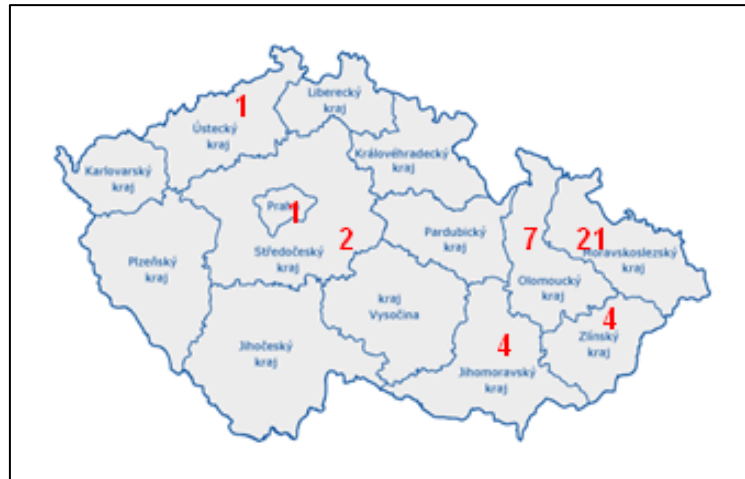 Liberecký
kraj
1
Ústecký
kraj
Královéhradecký
kraj
Karlovarský
kraj
1
2
Pardubický
kraj
7
21
Moravskoslezský
kraj
Středočeský
kraj
Plzeňský
kraj
Olomoucký
kraj
kraj
Vysočina
4
Zlínský
kraj
4
Jihočeský
kraj
Jihomoravský
kraj